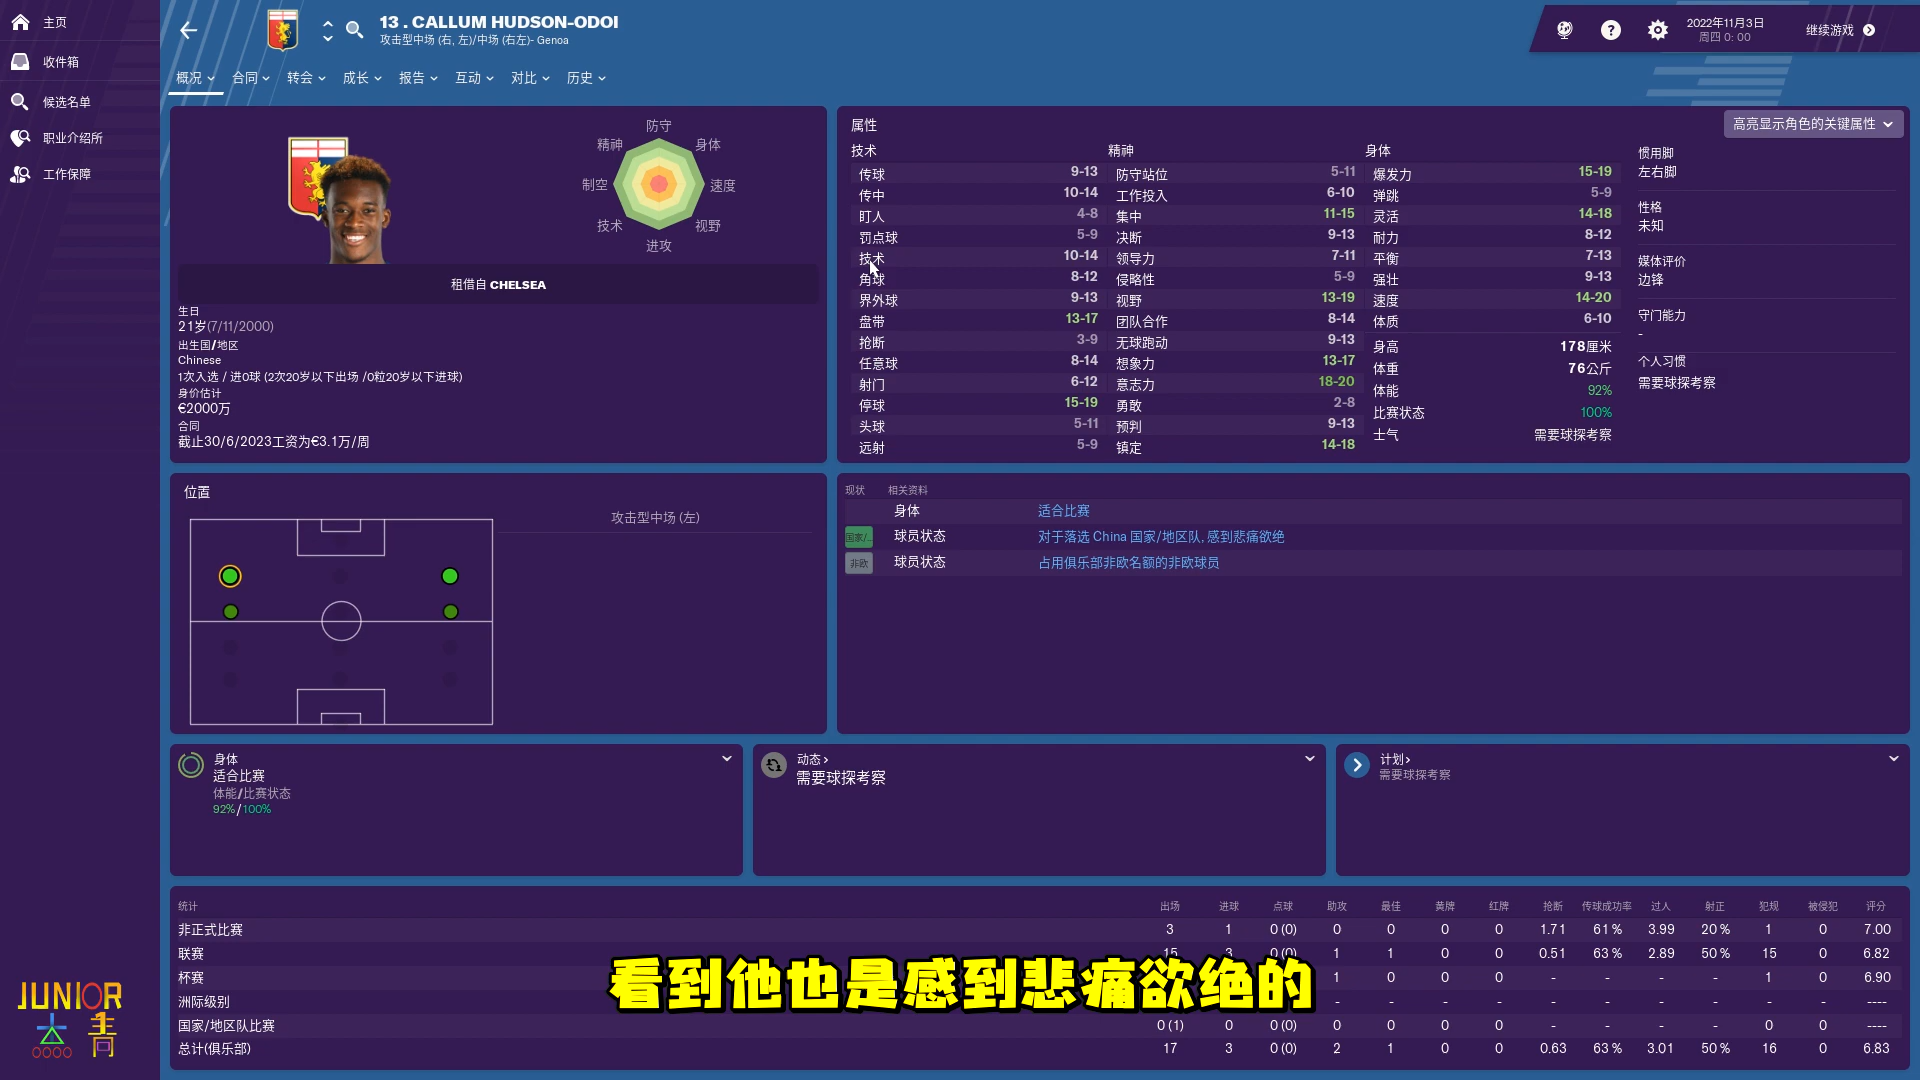 主页
收件箱
候选名单
职业介绍所
工作保障
13 . CALLUM HUDSON-ODOI
攻击型中场 (右, 左)/中场 (右左)- Genoa
2022年11月3日
周四 0: 00
继续游戏
概况 合同 转会 成长 报告 互动 对比 历史
防守
身体
速度
视野
进攻
技术
制空
精神
租借自 CHELSEA
生日
21岁(7/11/2000)
出生国/地区
Chinese
1次入选 / 进0球 (2次20岁以下出场 /0粒20岁以下进球)
身价估计
€2000万
合同
截止30/6/2023工资为€3.1万/周
属性
高亮显示角色的关键属性
技术
传球 9-13
传中 10-14
盯人 4-8
罚点球 5-9
技术 10-14
角球 8-12
界外球 9-13
盘带 13-17
抢断 3-9
任意球 8-14
射门 6-12
停球 15-19
头球 5-11
远射 5-9
精神
防守站位 5-11
工作投入 6-10
集中 11-15
决断 9-13
领导力 7-11
侵略性 5-9
视野 13-19
团队合作 8-14
无球跑动 9-13
想象力 13-17
意志力 18-20
勇敢 2-8
预判 9-13
镇定 14-18
身体
爆发力 15-19
弹跳 5-9
灵活 14-18
耐力 8-12
平衡 7-13
强壮 9-13
速度 14-20
体质 6-10
身高 178厘米
体重 76公斤
体能 92%
比赛状态 100%
士气 需要球探考察
惯用脚
左右脚
性格
未知
媒体评价
边锋
守门能力
-
个人习惯
需要球探考察
位置
攻击型中场 (左)
现状 相关资料
身体 适合比赛
国家/.. 球员状态 对于落选 China 国家/地区队, 感到悲痛欲绝
非欧 球员状态 占用俱乐部非欧名额的非欧球员
身体
适合比赛
体能/比赛状态
92%/100%
动态
需要球探考察
计划
需要球探考察
统计 出场 进球 点球 助攻 最佳 黄牌 红牌 抢断 传球成功率 过人 射正 犯规 被侵犯 评分
非正式比赛 3 1 0 (0) 0 0 0 0 1.71 61 % 3.99 20 % 1 0 7.00
联赛 15 3 0 (0) 1 1 0 0 0.51 63 % 2.89 50 % 15 0 6.82
杯赛 1 0 0 0 - - - - 1 0 6.90
洲际级别 - - - - - - - - - - ----
国家/地区队比赛 0 (1) 0 0 (0) 0 0 0 0 - - - - 0 0 ----
总计(俱乐部) 17 3 0 (0) 2 1 0 0 0.63 63 % 3.01 50 % 16 0 6.83
看到他也是感到悲痛欲绝的
JUNIOR